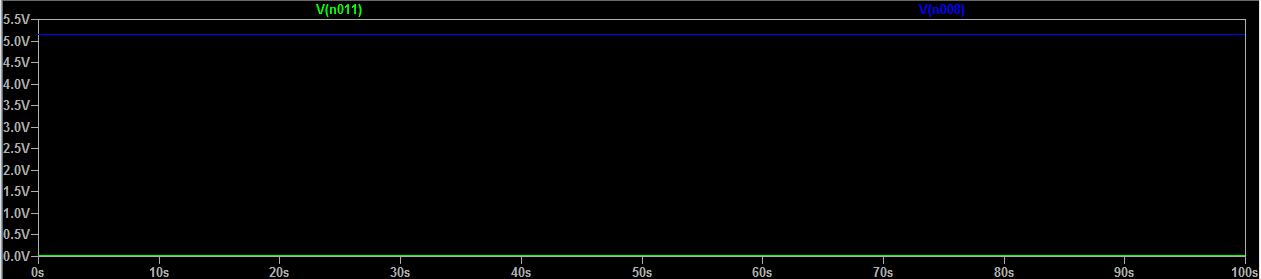 V(n011) V(n008)
5.5V
5.0V
4.5V
4.0V
3.5V
3.0V
2.5V
2.0V
1.5V
1.0V
0.5V
0.0V
0s 10s 20s 30s 40s 50s 60s 70s 80s 90s 100s